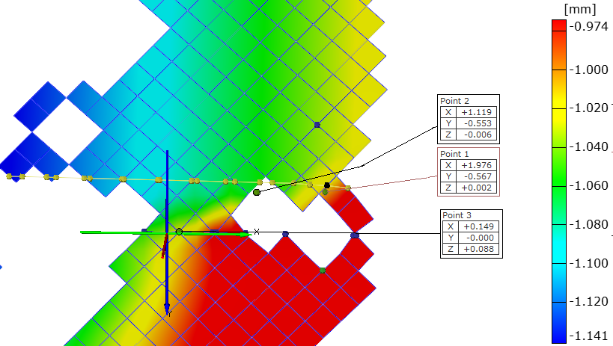 [mm]
-0.974
-1.000
-1.020
-1.040
-1.060
-1.080
-1.100
-1.120
-1.141
Point 2
X +1.119
Y -0.553
Z -0.006
Point 1
X +1.976
Y -0.567
Z +0.002
Point 3
X +0.149
Y -0.000
Z +0.088
X
Y